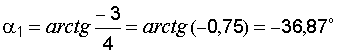 α₁ = arctg -3/4 = arctg(-0,75) = -36,87°